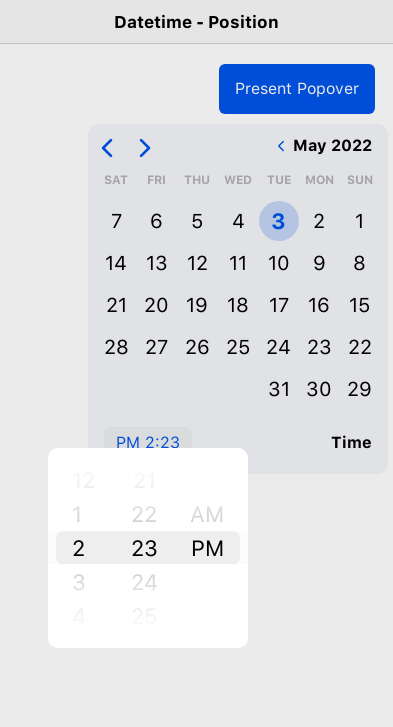 Datetime - Position
Present Popover
May 2022
SAT FRI THU WED TUE MON SUN
7 6 5 4 3 2 1
14 13 12 11 10 9 8
21 20 19 18 17 16 15
28 27 26 25 24 23 22
31 30 29
PM 2:23 Time
12 21
1 22 AM
2 23 PM
3 24
4 25